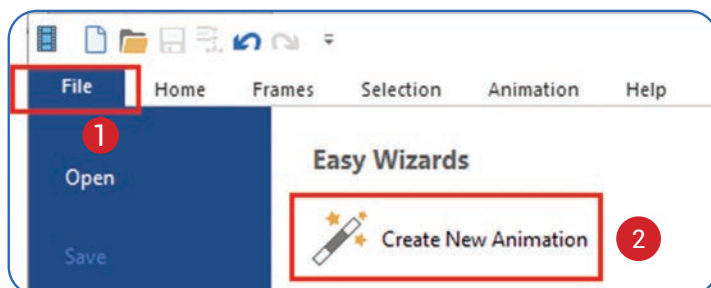 File Home Frames Selection Animation Help
1
Open
Save
Easy Wizards
Create New Animation 2